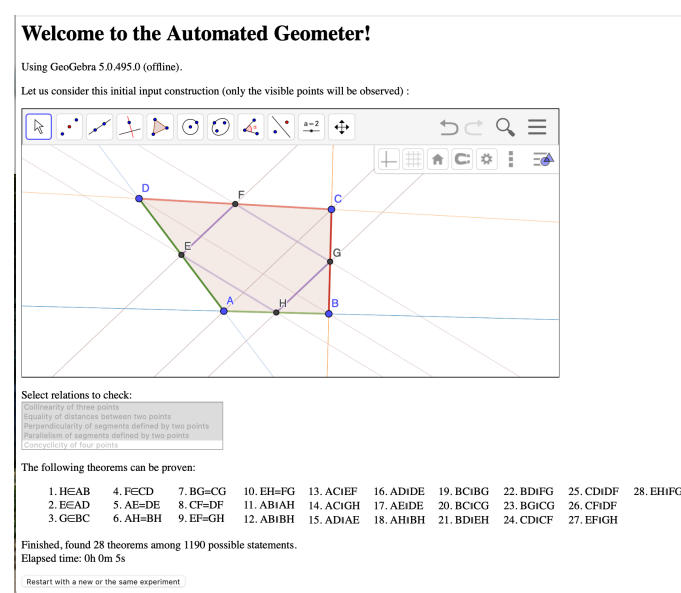 Welcome to the Automated Geometer!
Using GeoGebra 5.0.495.0 (offline).
Let us consider this initial input construction (only the visible points will be observed) :
a=2
D
F
C
E
G
A
H
B
Select relations to check:
Collinearity of three points
Equality of distances between two points
Perpendicularity of segments defined by two points
Parallelism of segments defined by two points
Concyclicity of four points
The following theorems can be proven:
1. H∈AB 4. F∈CD 7. BG=CG 10. EH=FG 13. AC∥EF 16. AD∥DE 19. BC∥BG 22. BD∥FG 25. CD∥DF 28. EH∥FG
2. E∈AD 5. AE=DE 8. CF=DF 11. AB∥AH 14. AC∥GH 17. AE∥DE 20. BC∥CG 23. BG∥CG 26. CF∥DF
3. G∈BC 6. AH=BH 9. EF=GH 12. AB∥BH 15. AD∥AE 18. AH∥BH 21. BD∥EH 24. CD∥CF 27. EF∥GH
Finished, found 28 theorems among 1190 possible statements.
Elapsed time: 0h 0m 5s
Restart with a new or the same experiment